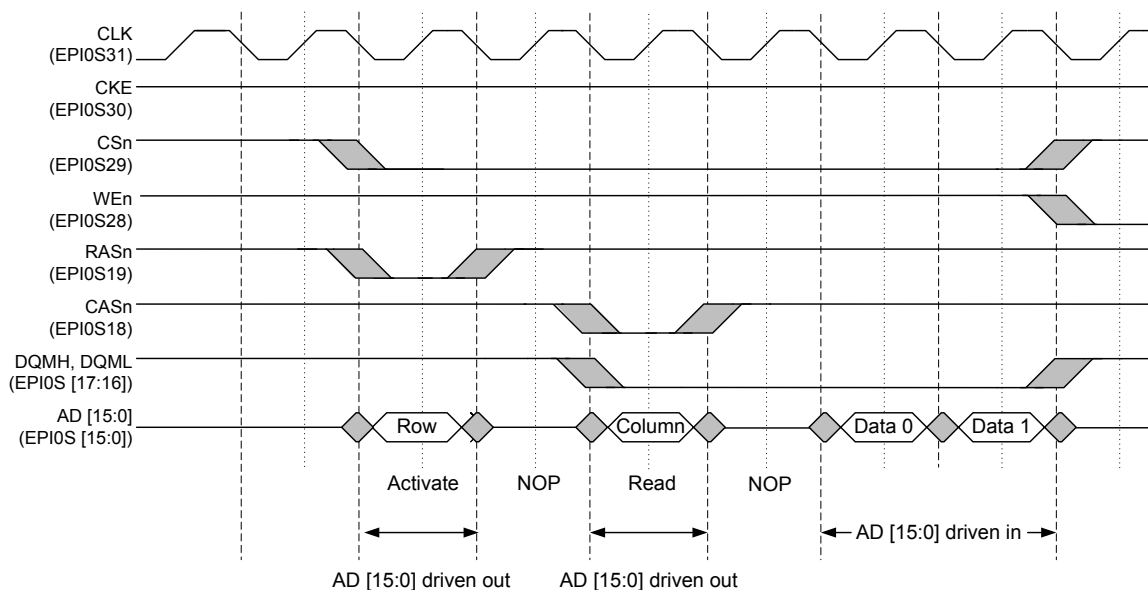 CLK
(EPI0S31)
CKE
(EPI0S30)
CSn
(EPI0S29)
WEn
(EPI0S28)
RASn
(EPI0S19)
CASn
(EPI0S18)
DQMH, DQML
(EPI0S [17:16])
AD [15:0]
(EPI0S [15:0])
Row
Column
Data 0
Data 1
Activate
NOP
Read
NOP
AD [15:0] driven in
AD [15:0] driven out
AD [15:0] driven out